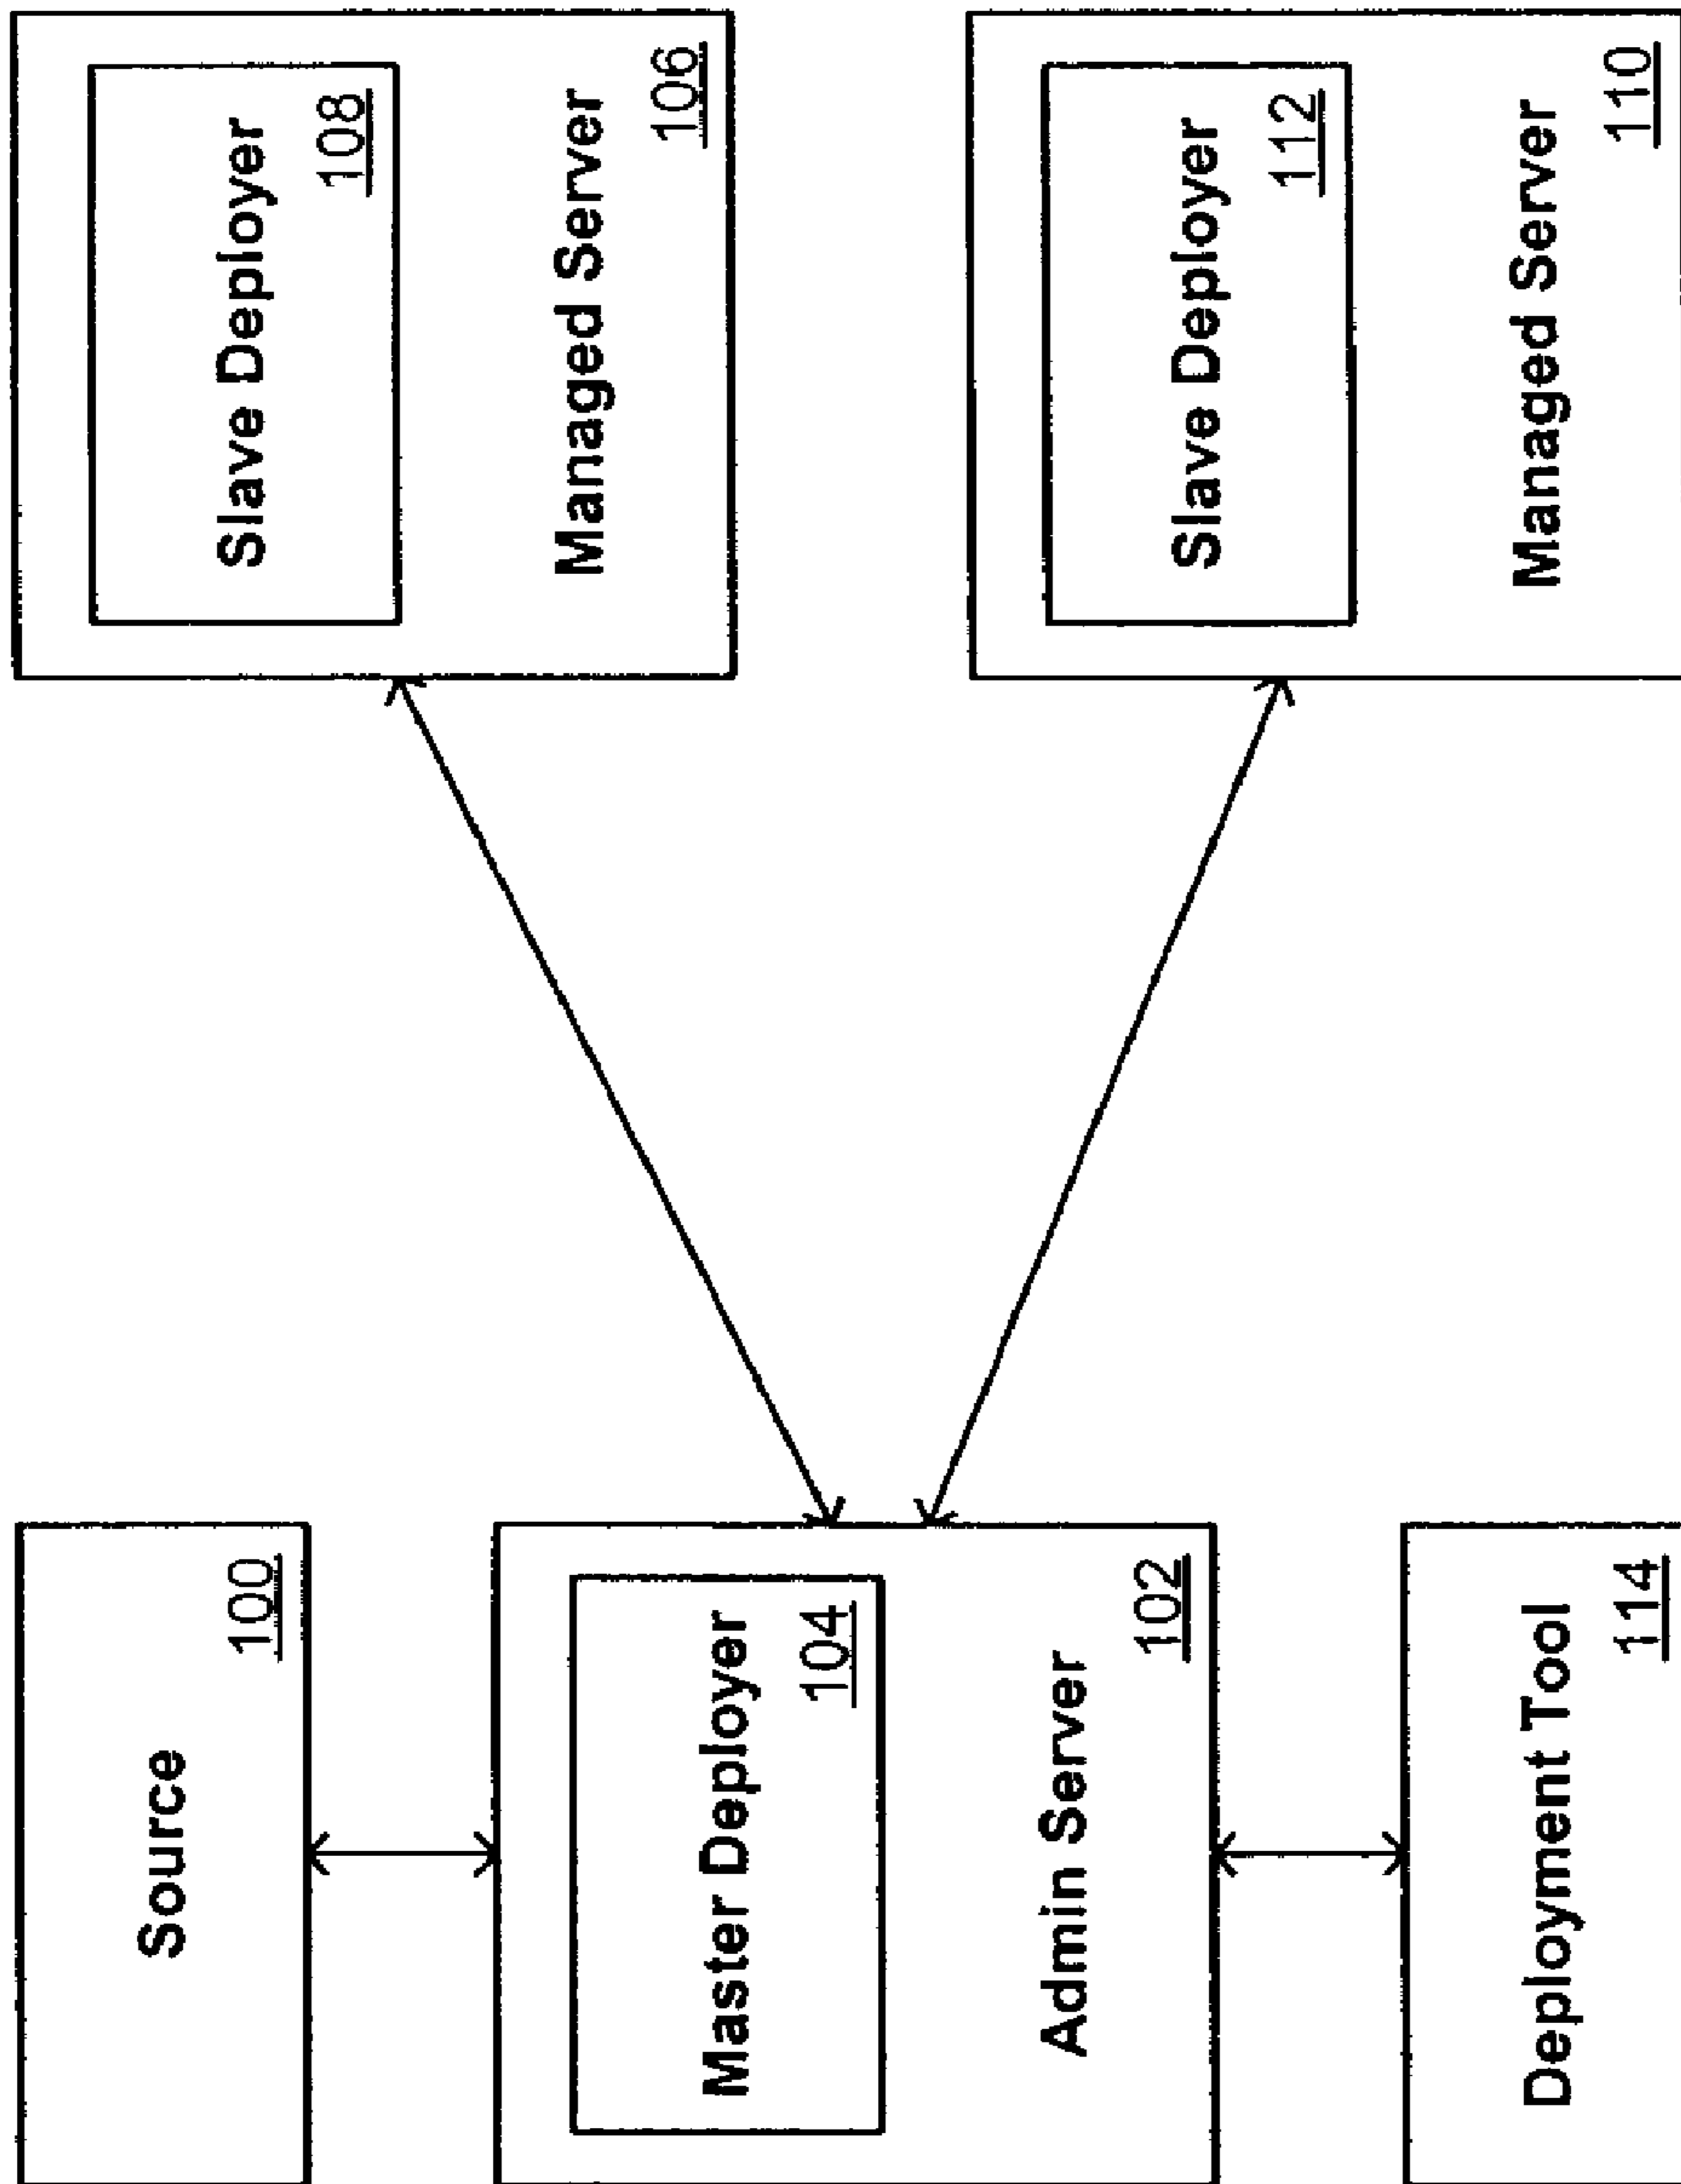 Source
100
Master Deployer
104
Admin Server
102
Deployment Tool
114
Slave Deployer
108
Managed Server
106
Slave Deployer
112
Managed Server
110